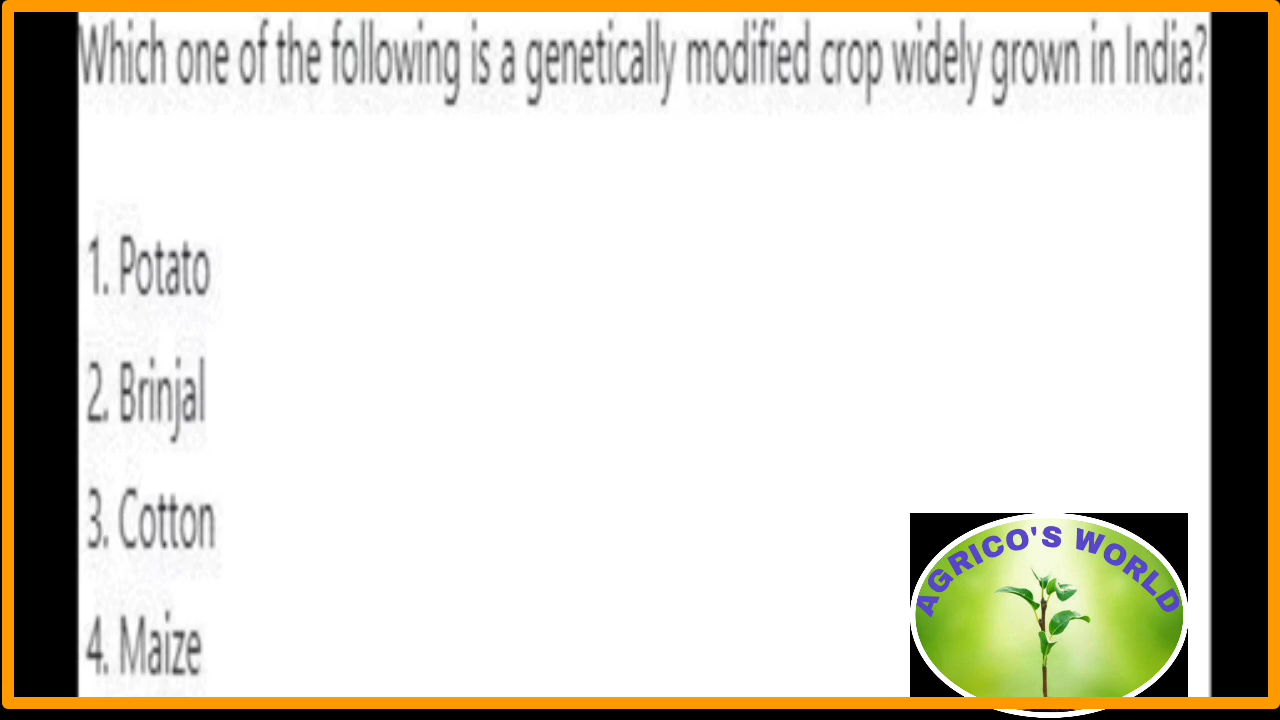 Which one of the following is a genetically modified crop widely grown in India?
1. Potato
2. Brinjal
3. Cotton
4. Maize
AGRICO'S WORLD